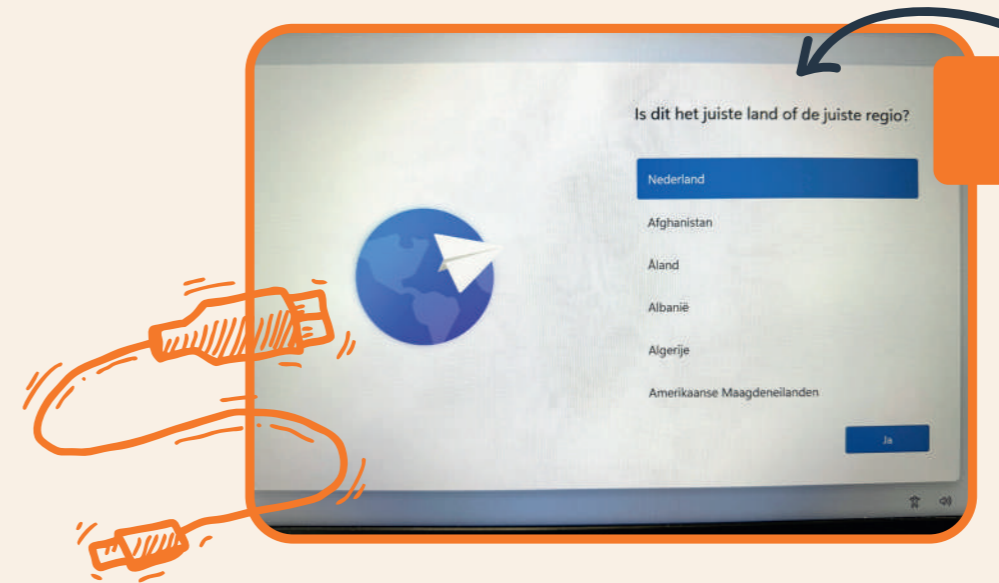 Is dit het juiste land of de juiste regio?
Nederland
Afghanistan
Åland
Albanië
Algerije
Amerikaanse Maagdeneilanden
Ja